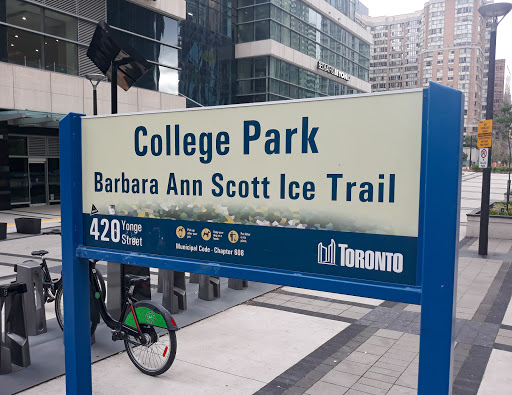 College Park
Barbara Ann Scott Ice Trail
420 Yonge
Street
Municipal Code - Chapter 608
TORONTO